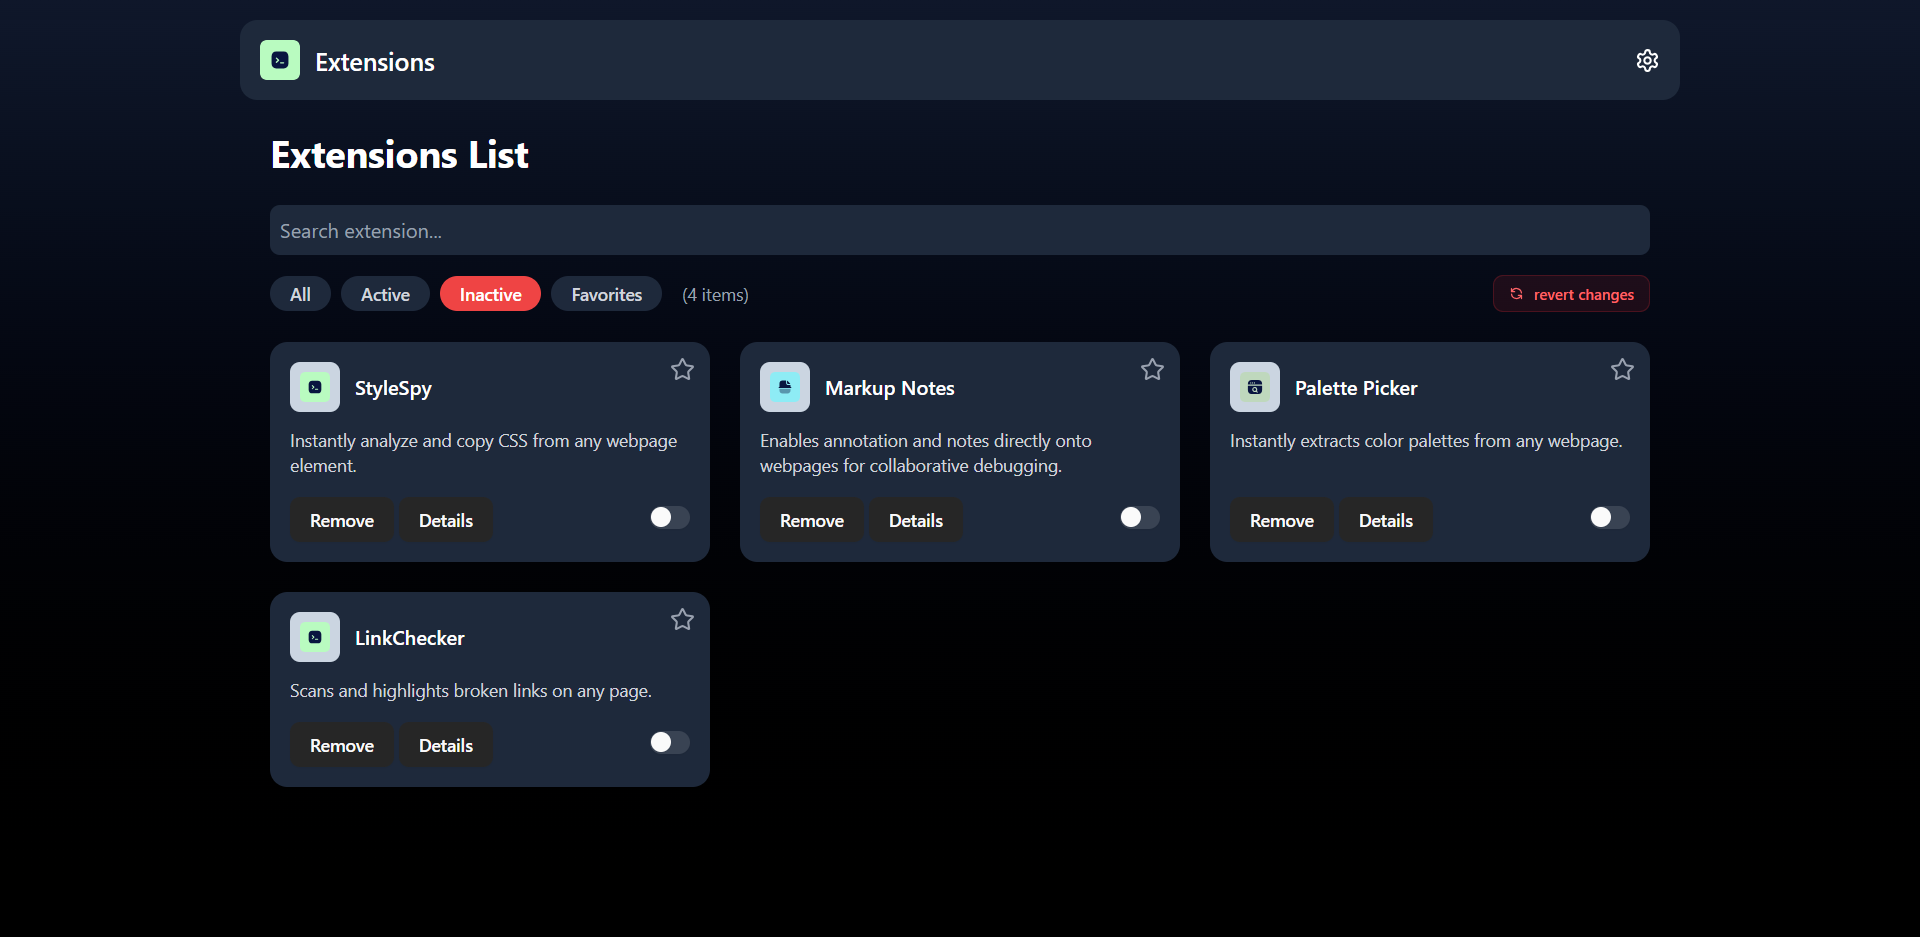 Extensions
Extensions List
Search extension...
All Active Inactive Favorites (4 items) revert changes
StyleSpy
Instantly analyze and copy CSS from any webpage
element.
Remove Details
Markup Notes
Enables annotation and notes directly onto
webpages for collaborative debugging.
Remove Details
Palette Picker
Instantly extracts color palettes from any webpage.
Remove Details
LinkChecker
Scans and highlights broken links on any page.
Remove Details